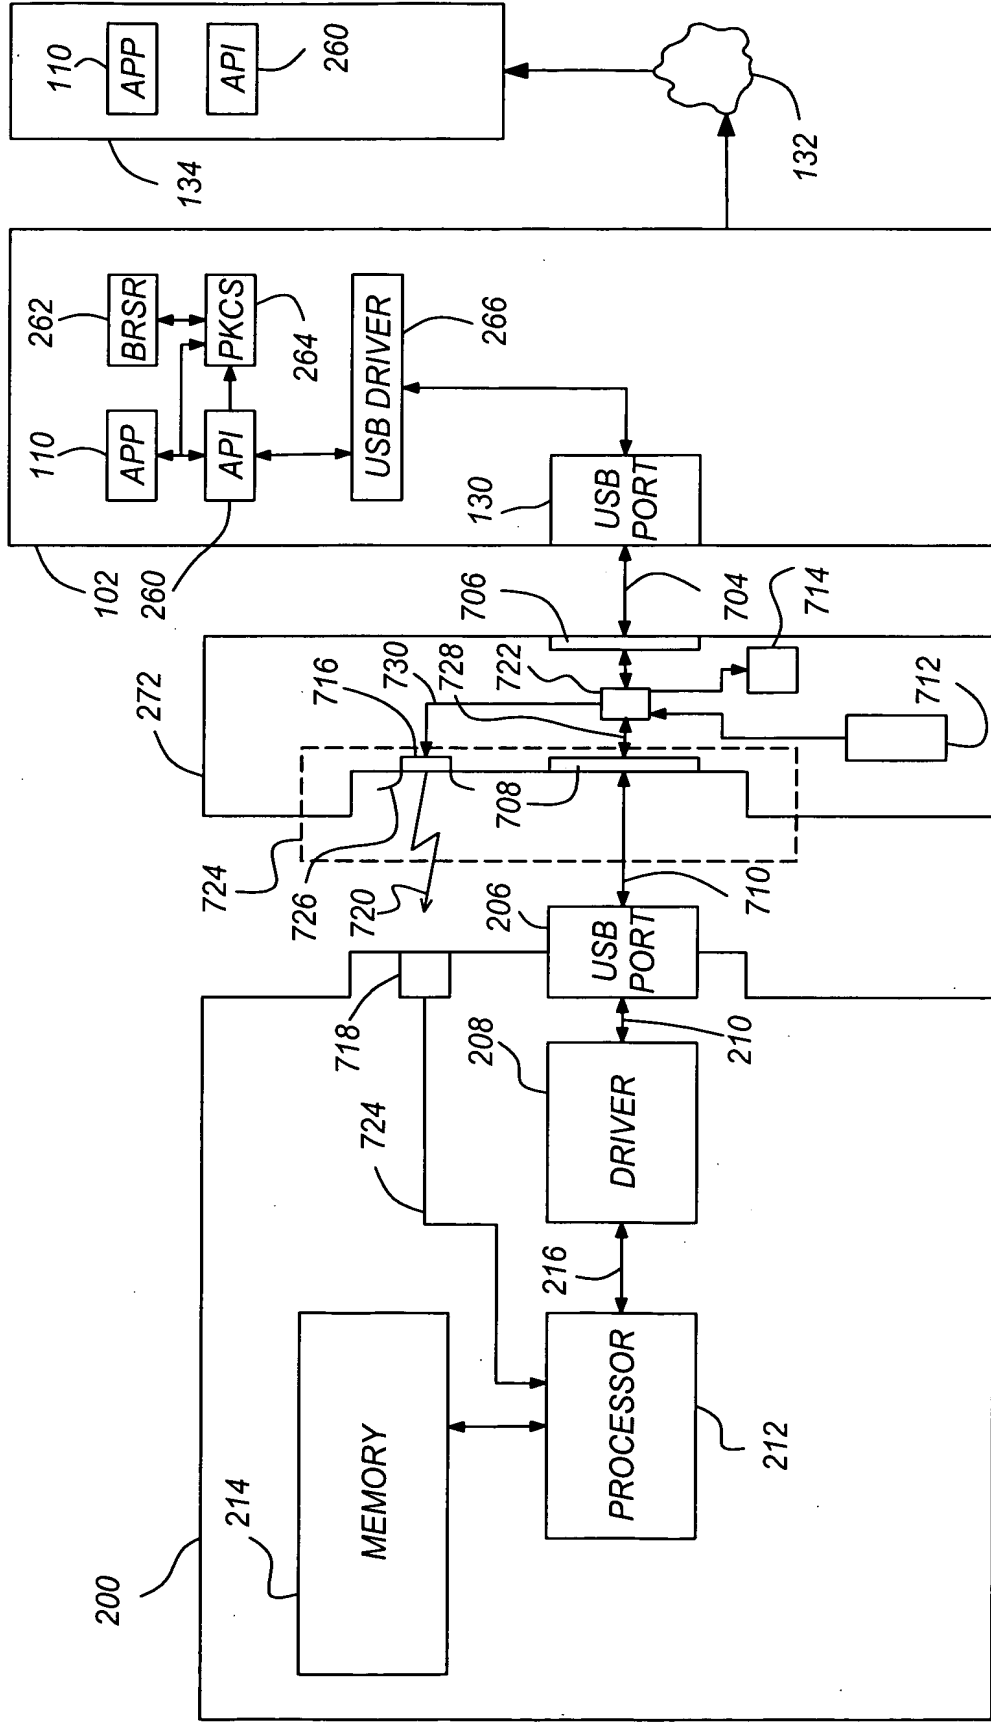 200
214
MEMORY
PROCESSOR
212
216
724
208
DRIVER
210
718
206
USB
PORT
710
720
726
724
708
272
716
730
728
722
706
704
714
712
102
260
130
USB
PORT
110
APP
API
262
BRSR
PKCS
264
USB DRIVER
266
134
110
APP
API
260
132